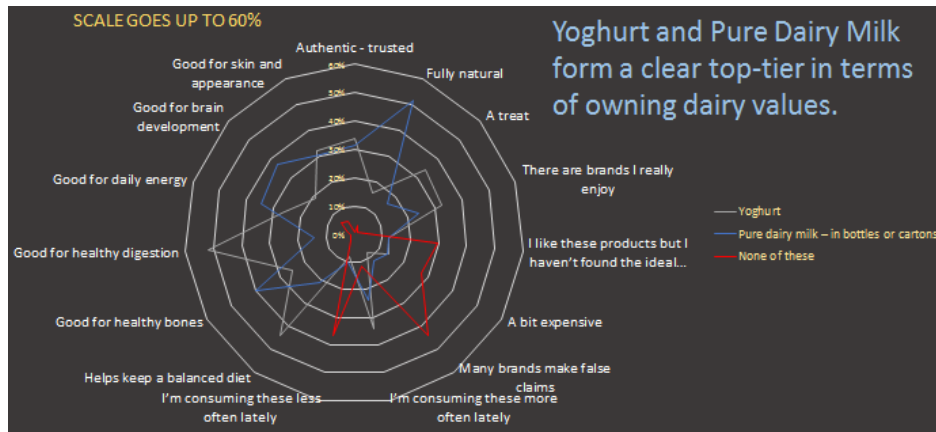 SCALE GOES UP TO 60%
Yoghurt and Pure Dairy Milk
form a clear top-tier in terms
of owning dairy values.
Authentic - trusted
Fully natural
A treat
There are brands I really
enjoy
I like these products but I
haven't found the ideal...
A bit expensive
Many brands make false
claims
I'm consuming these more
often lately
I'm consuming these less
often lately
Helps keep a balanced diet
Good for healthy bones
Good for healthy digestion
Good for daily energy
Good for brain
development
Good for skin and
appearance
60%
50%
40%
30%
20%
10%
0%
Yoghurt
Pure dairy milk – in bottles or cartons
None of these